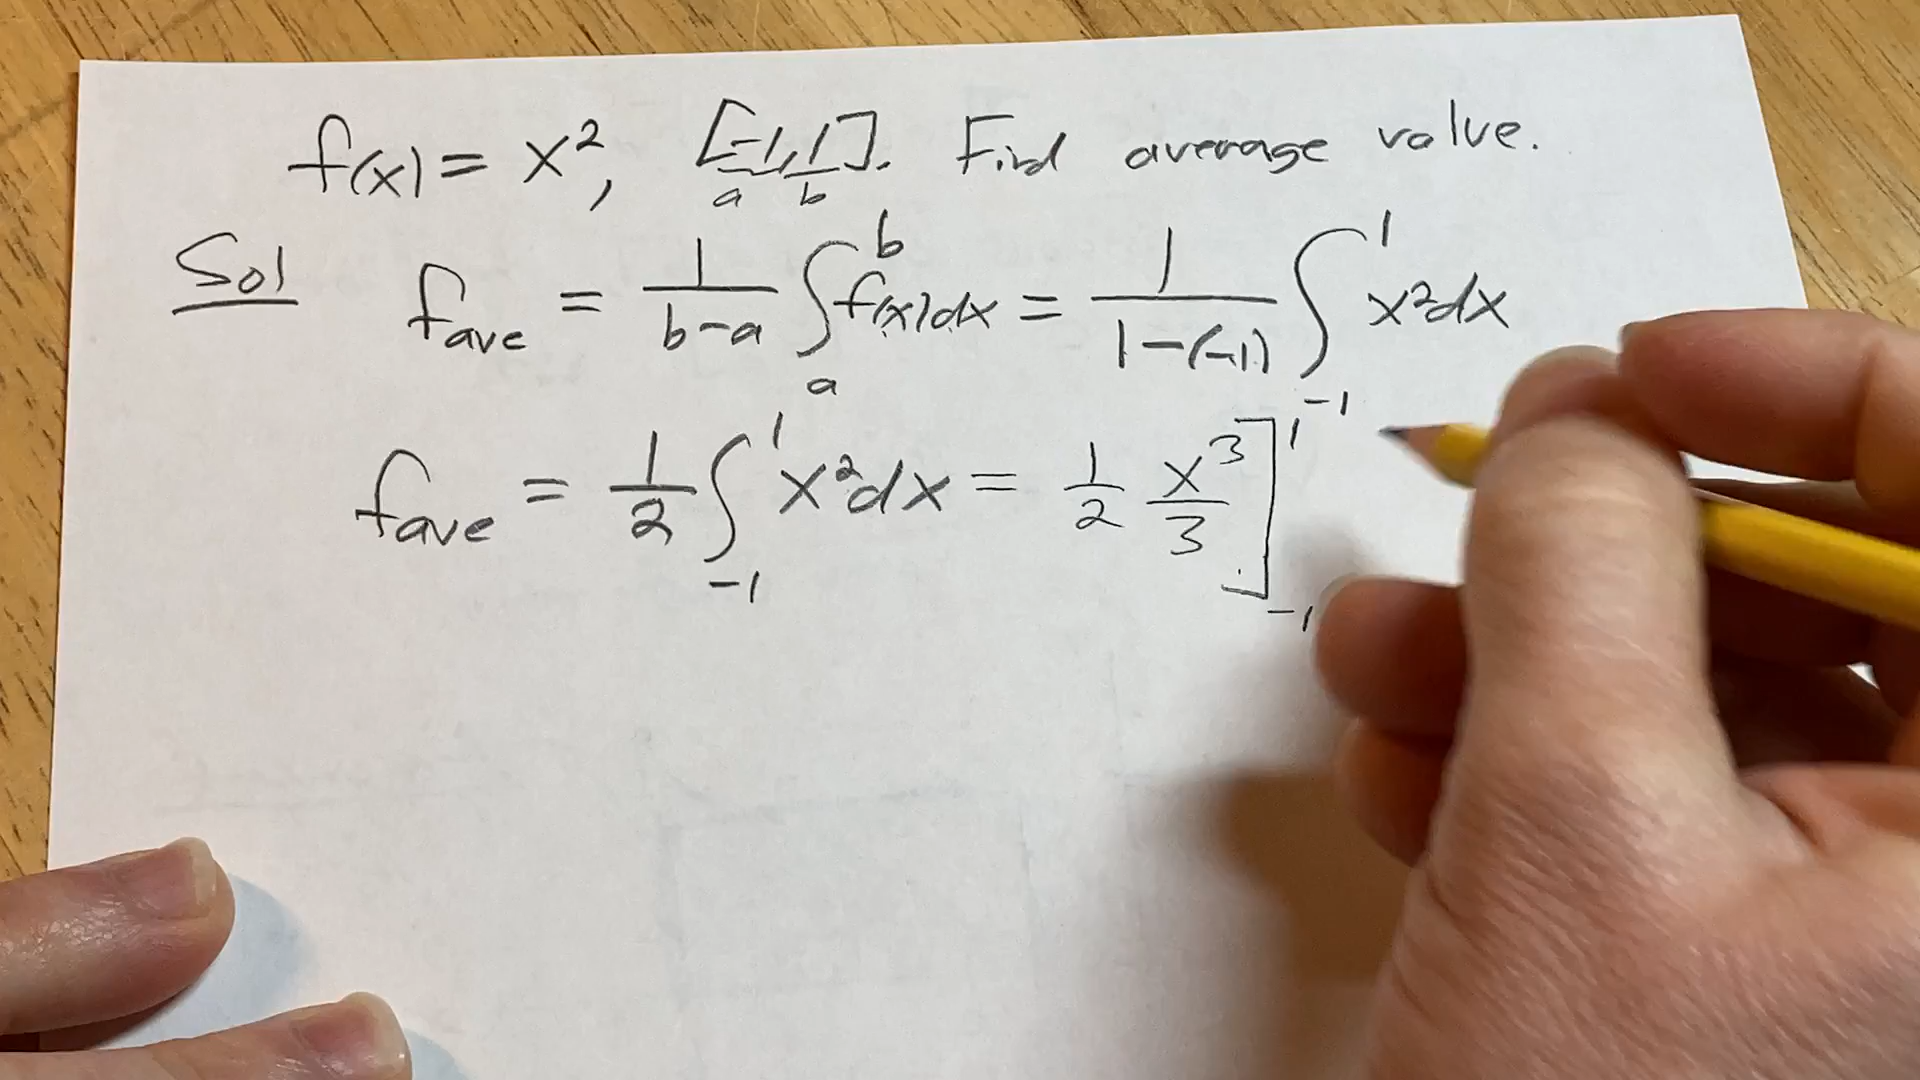 f(x) = x², [-1, 1]. Find average value.
a b
Sol f_ave = 1/(b-a) ∫_a^b f(x)dx = 1/(1-(-1)) ∫_{-1}^1 x²dx
f_ave = 1/2 ∫_{-1}^1 x²dx = 1/2 x³/3 ]_{-1}^1